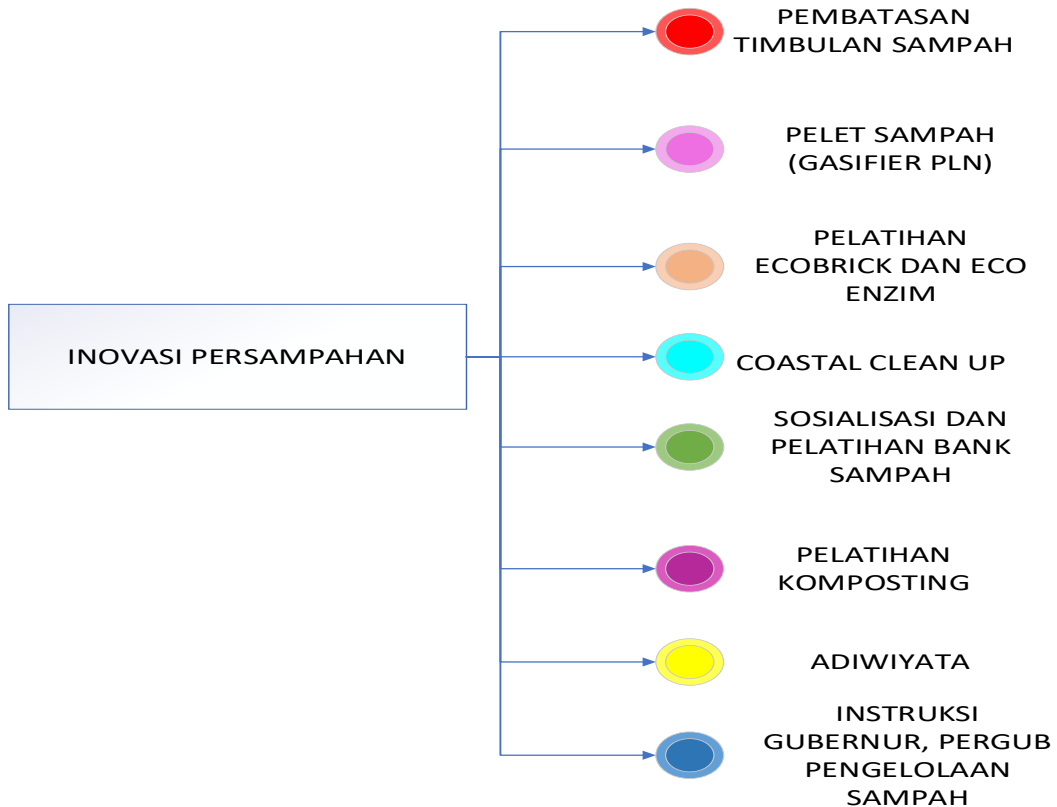 PEMBATASAN
TIMBULAN SAMPAH
PELET SAMPAH
(GASIFIER PLN)
PELATIHAN
ECOBRICK DAN ECO
ENZIM
INOVASI PERSAMPAHAN
COASTAL CLEAN UP
SOSIALISASI DAN
PELATIHAN BANK
SAMPAH
PELATIHAN
KOMPOSTING
ADIWIYATA
INSTRUKSI
GUBERNUR, PERGUB
PENGELOLAAN
SAMPAH